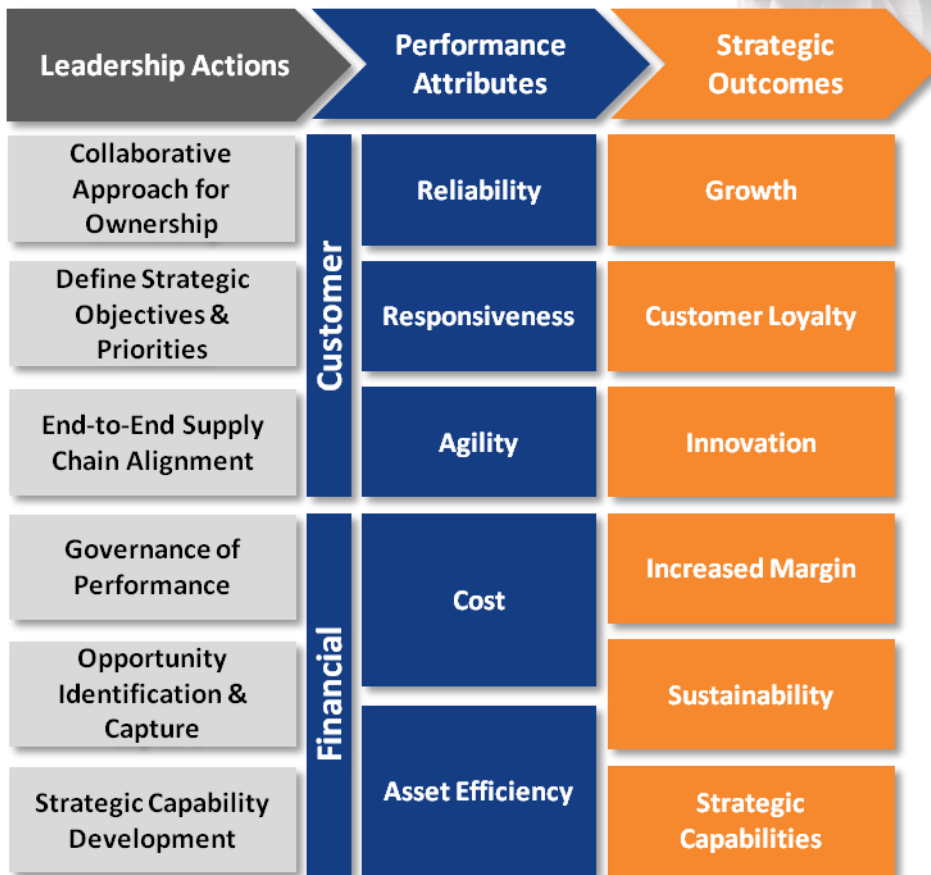 Leadership Actions
Performance
Attributes
Strategic
Outcomes
Collaborative
Approach for
Ownership
Customer
Reliability
Growth
Define Strategic
Objectives &
Priorities
Responsiveness
Customer Loyalty
End-to-End Supply
Chain Alignment
Agility
Innovation
Governance of
Performance
Financial
Cost
Increased Margin
Opportunity
Identification &
Capture
Sustainability
Strategic Capability
Development
Asset Efficiency
Strategic
Capabilities